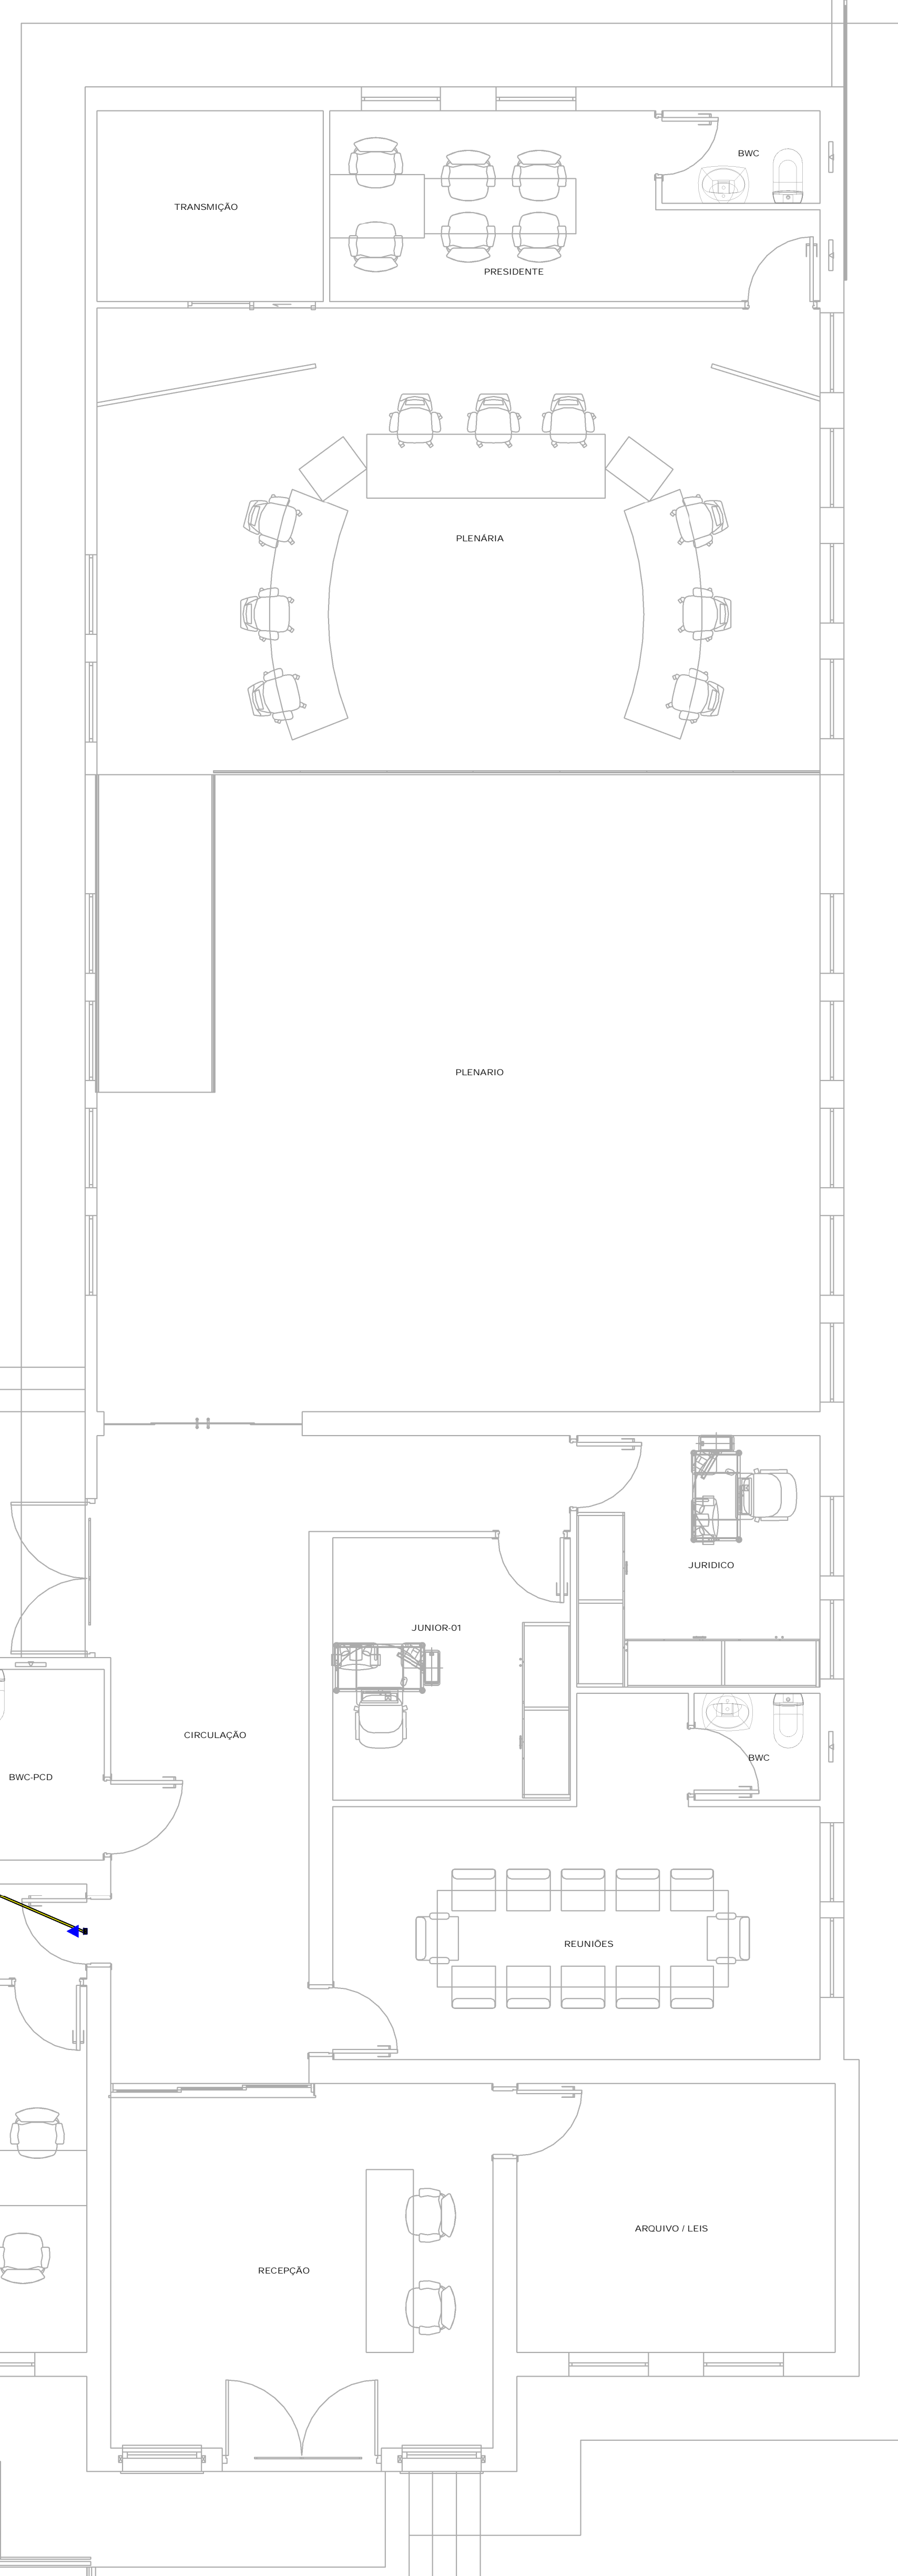 BWC
TRANSMIÇÃO
PRESIDENTE
PLENÁRIA
PLENARIO
JURIDICO
JUNIOR-01
CIRCULAÇÃO
BWC
BWC-PCD
REUNIÕES
ARQUIVO / LEIS
RECEPÇÃO